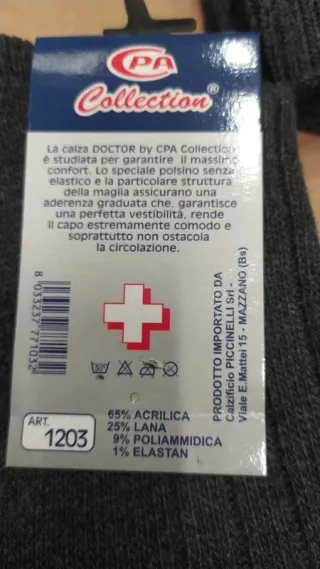 CPA
Collection®
La calza DOCTOR by CPA Collection
è studiata per garantire il massimo
confort. Lo speciale polsino senza
elastico e la particolare struttura
della maglia assicurano una
aderenza graduata che, garantisce
una perfetta vestibilità, rende
il capo estremamente comodo e
soprattutto non ostacola
la circolazione.
8 033237 771032
PRODOTTO IMPORTATO DA
Calzificio PICCINELLI Srl -
Viale E.Mattei 15 - MAZZANO (Bs)
ART.
1203
65% ACRILICA
25% LANA
9% POLIAMMIDICA
1% ELASTAN